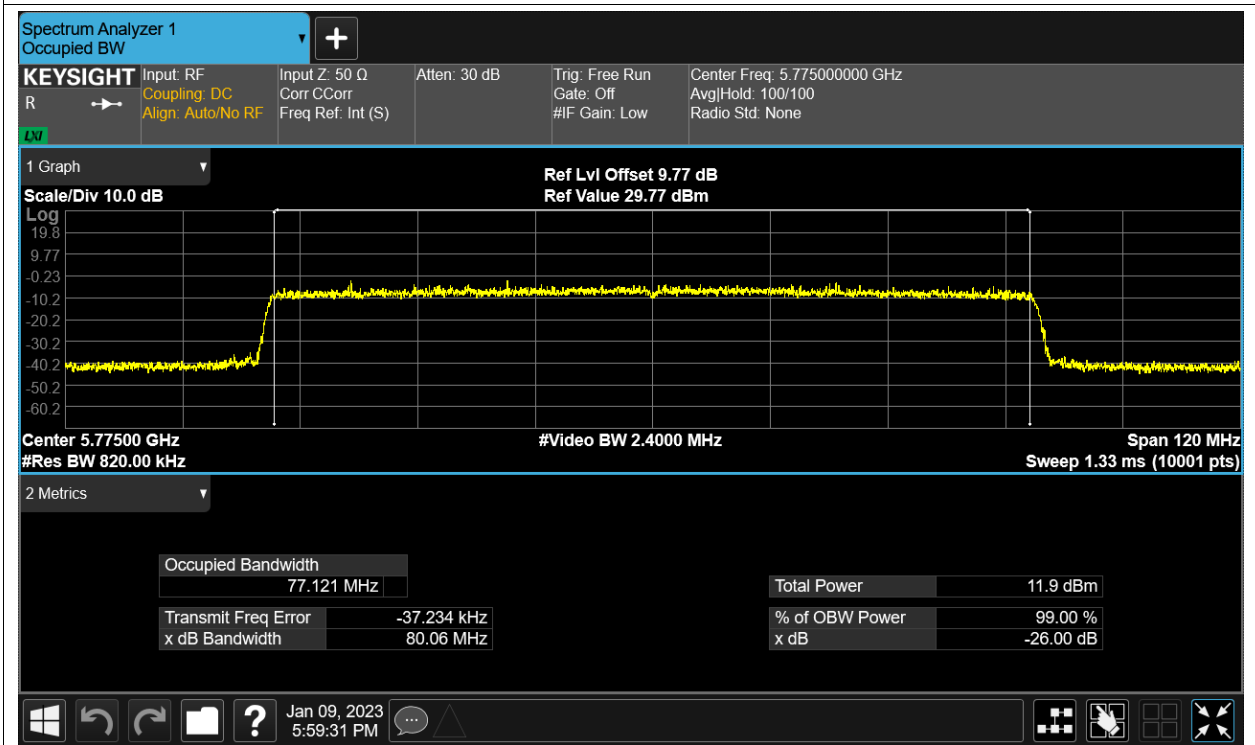 Spectrum Analyzer 1
Occupied BW
KEYSIGHT
R
LXI
Input: RF
Coupling: DC
Align: Auto/No RF
Input Z: 50 Ω
Corr CCorr
Freq Ref: Int (S)
Atten: 30 dB
Trig: Free Run
Gate: Off
#IF Gain: Low
Center Freq: 5.775000000 GHz
Avg|Hold: 100/100
Radio Std: None
1 Graph
Scale/Div 10.0 dB
Ref Lvl Offset 9.77 dB
Ref Value 29.77 dBm
Log
19.8
9.77
-0.23
-10.2
-20.2
-30.2
-40.2
-50.2
-60.2
Center 5.77500 GHz
#Video BW 2.4000 MHz
Span 120 MHz
#Res BW 820.00 kHz
Sweep 1.33 ms (10001 pts)
2 Metrics
Occupied Bandwidth
77.121 MHz
Total Power 11.9 dBm
Transmit Freq Error -37.234 kHz
% of OBW Power 99.00 %
x dB Bandwidth 80.06 MHz
x dB -26.00 dB
?
Jan 09, 2023
5:59:31 PM